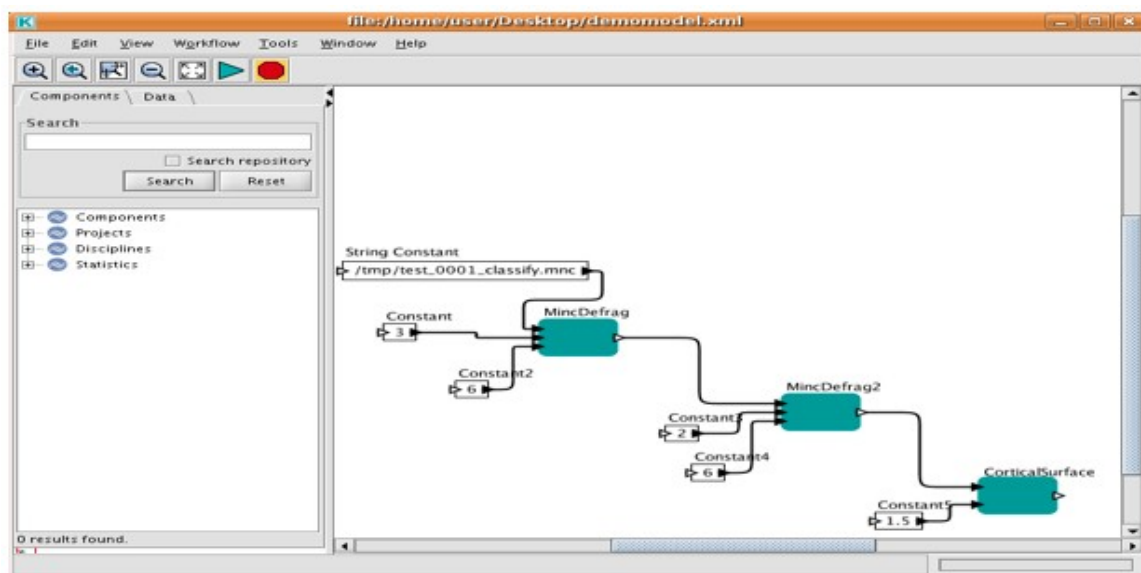 K
file:/home/user/Desktop/demomodel.xml
File Edit View Workflow Tools Window Help
Components Data
Search
Search repository
Search Reset
Components
Projects
Disciplines
Statistics
0 results found.
String Constant
/tmp/test_0001_classify.mnc
Constant
3
MincDefrag
Constant2
6
MincDefrag2
Constant3
2
Constant4
6
CorticalSurface
Constant5
1.5